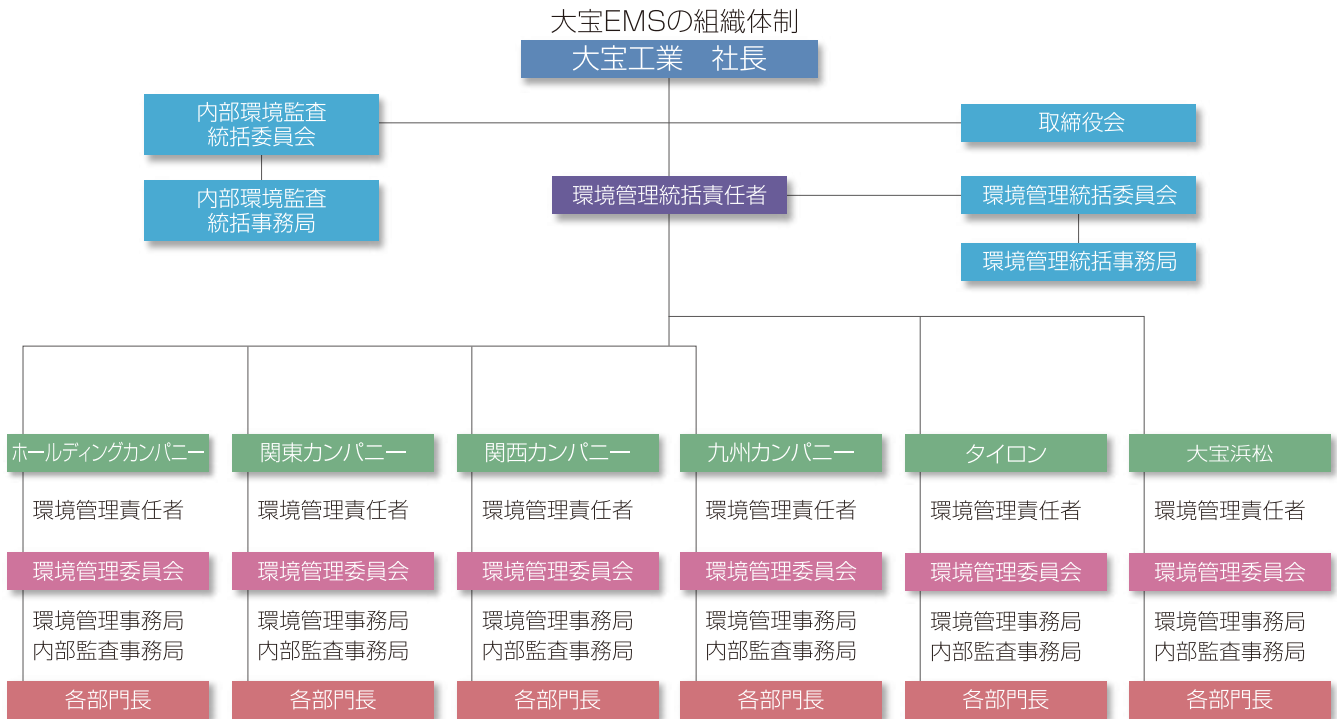 大宝EMSの組織体制
大宝工業　社長
内部環境監査
統括委員会
取締役会
内部環境監査
統括事務局
環境管理統括責任者
環境管理統括委員会
環境管理統括事務局
ホールディングカンパニー
関東カンパニー
関西カンパニー
九州カンパニー
タイロン
大宝浜松
環境管理責任者
環境管理責任者
環境管理責任者
環境管理責任者
環境管理責任者
環境管理責任者
環境管理委員会
環境管理委員会
環境管理委員会
環境管理委員会
環境管理委員会
環境管理委員会
環境管理事務局
内部監査事務局
環境管理事務局
内部監査事務局
環境管理事務局
内部監査事務局
環境管理事務局
内部監査事務局
環境管理事務局
内部監査事務局
環境管理事務局
内部監査事務局
各部門長
各部門長
各部門長
各部門長
各部門長
各部門長